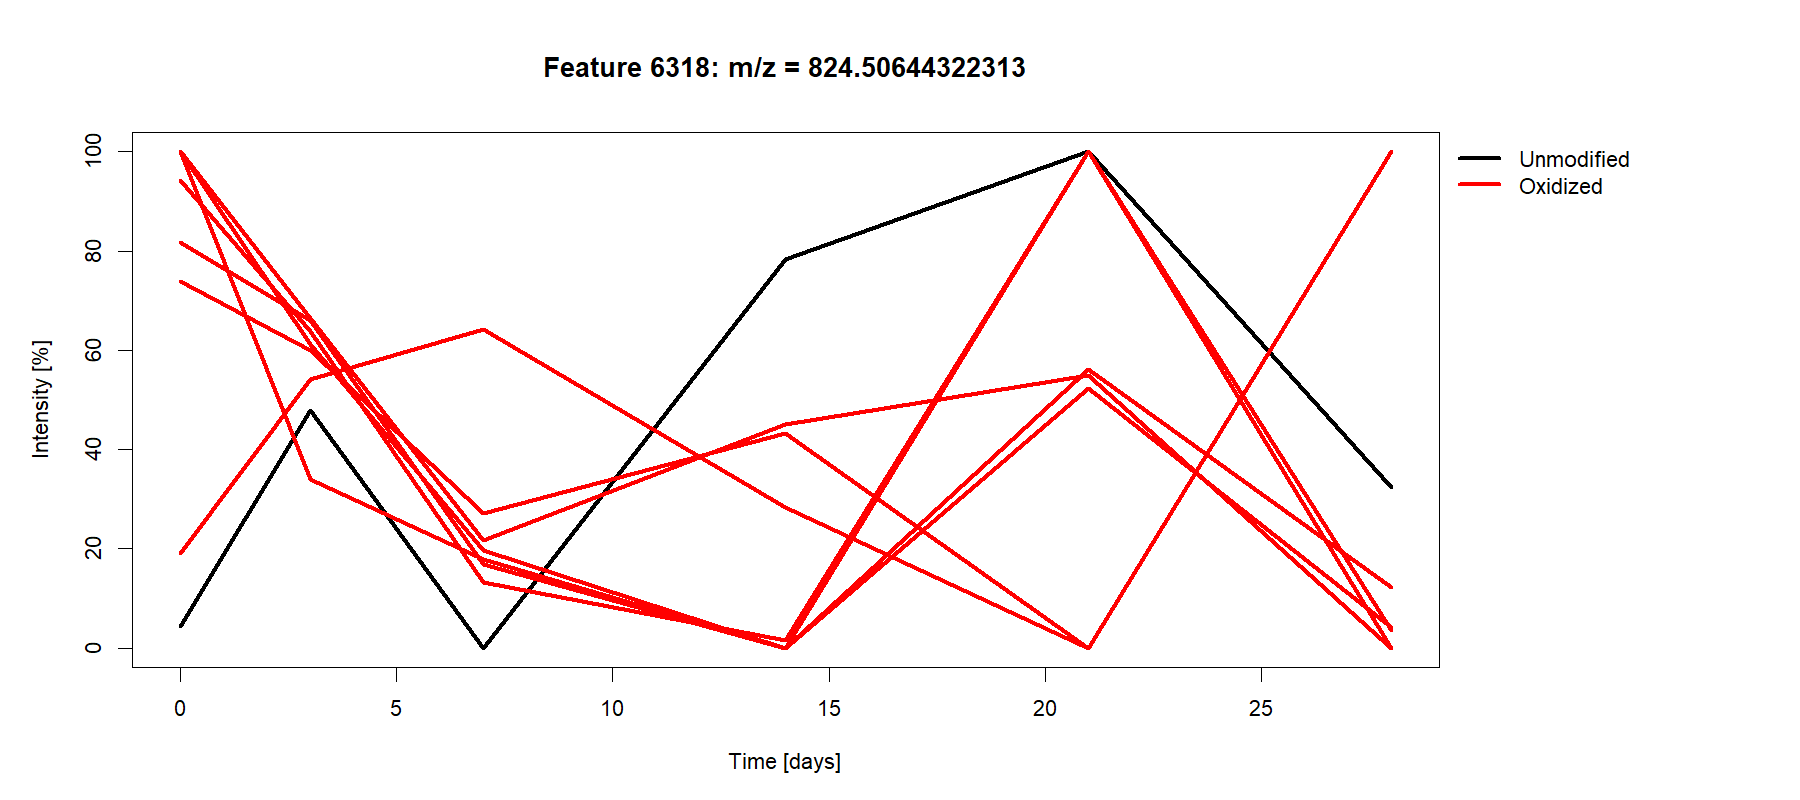 Feature 6318: m/z = 824.50644322313
Unmodified
Oxidized
Intensity [%]
100
80
60
40
20
0
0 5 10 15 20 25
Time [days]